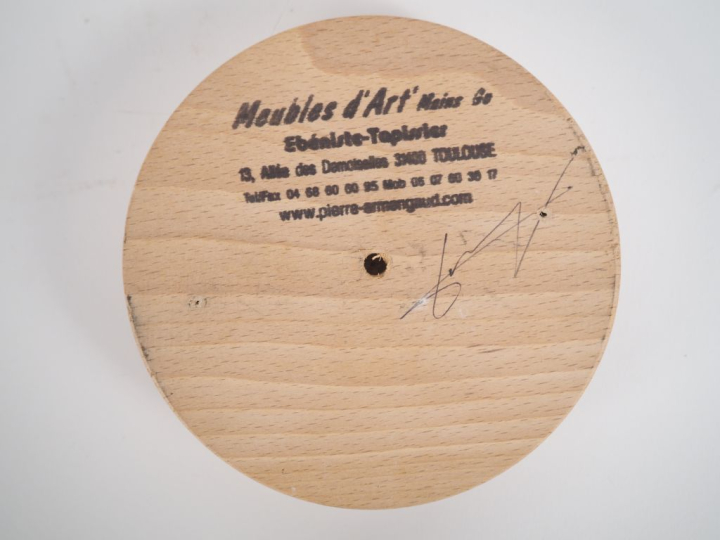 Meubles d'Art' Mains Go
Ebéniste-Tapissier
13, Allée des Demoiselles 31400 TOULOUSE
Tel/Fax 04 68 60 60 95 Mob 06 07 60 36 17
www.pierre-armengaud.com